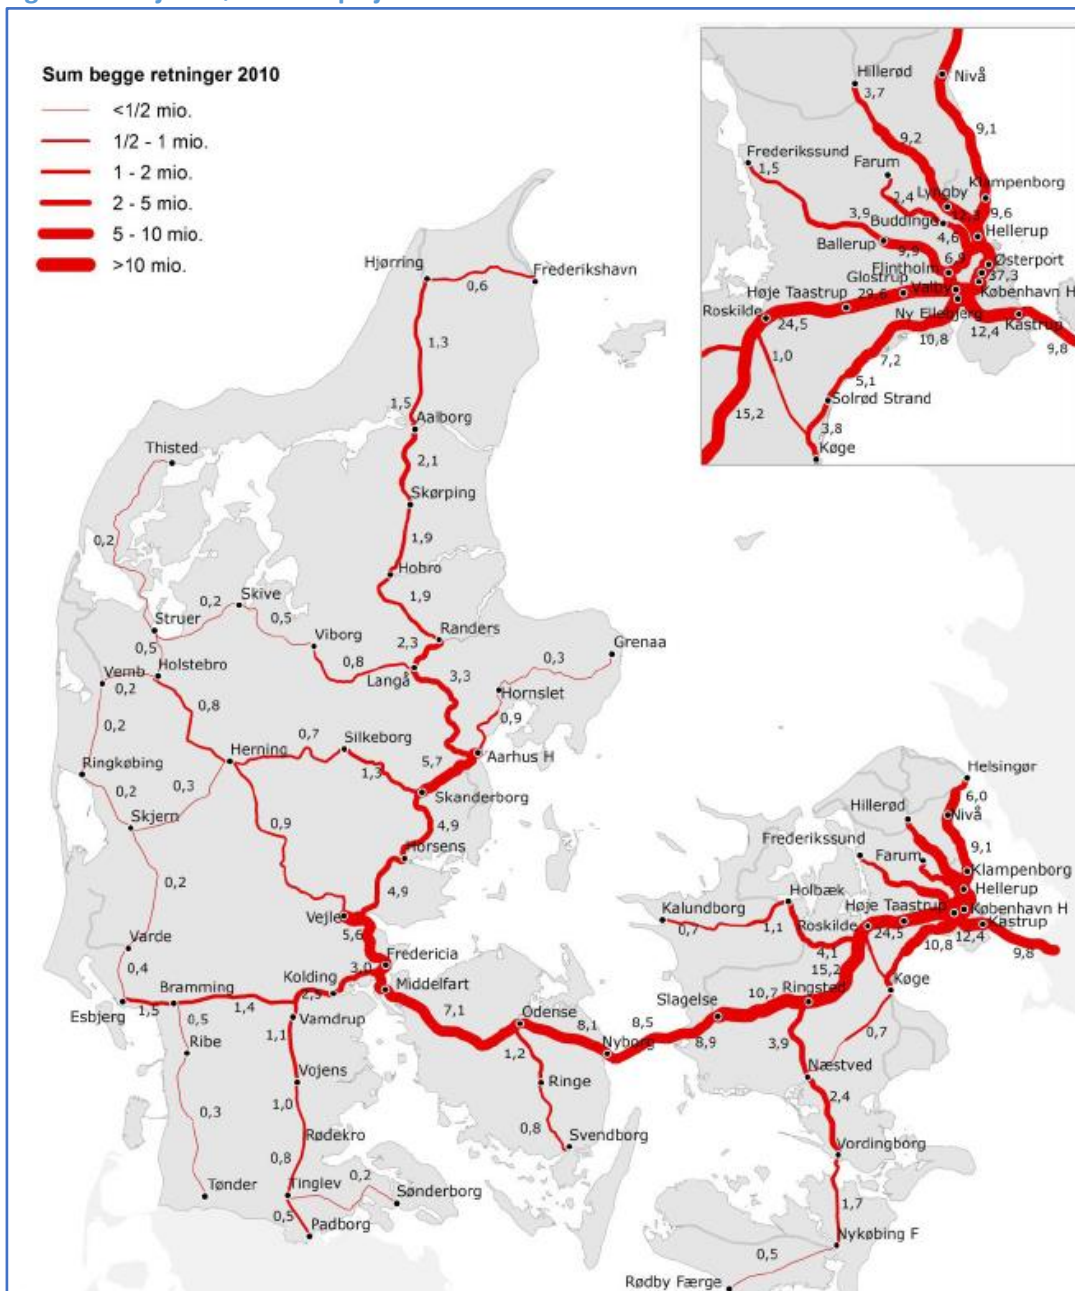 Sum begge retninger 2010
<1/2 mio.
1/2 - 1 mio.
1 - 2 mio.
2 - 5 mio.
5 - 10 mio.
>10 mio.
Hillerød
3,7
Nivå
9,2
9,1
Frederikssund
1,5
Farum
2,4
Lyngby
Klampenborg
12,3
9,6
3,9
Buddinge
4,6
Hellerup
Ballerup
9,9
6,9
Østerport
Flintholm
37,3
Glostrup
Valby
København H
Høje Taastrup
29,6
Ny Ellebjerg
Roskilde
24,5
10,8
12,4
Kastrup
9,8
1,0
7,2
5,1
Solrød Strand
15,2
3,8
Køge
Hjørring
0,6
Frederikshavn
1,3
1,5
Aalborg
Thisted
2,1
Skørping
0,2
1,9
Hobro
0,2
Skive
1,9
0,5
Struer
Viborg
2,3
Randers
Grenaa
0,5
Holstebro
0,8
Langå
3,3
0,3
Vemb
0,2
Hornslet
0,8
0,9
0,2
0,7
Silkeborg
Herning
5,7
Aarhus H
Ringkøbing
0,3
1,3
0,2
Skanderborg
Skjern
0,9
4,9
Horsens
0,2
4,9
Vejle
5,6
Varde
0,4
Fredericia
3,0
Kolding
Middelfart
Bramming
2,5
Esbjerg
1,5
1,4
7,1
0,5
Vamdrup
Odense
8,1
8,5
Slagelse
Ribe
1,1
1,2
Nyborg
8,9
Vojens
Ringe
0,3
1,0
Rødekro
0,8
Svendborg
0,8
0,2
Tønder
Tinglev
Sønderborg
0,5
Padborg
Helsingør
Hillerød
6,0
Nivå
Frederikssund
9,1
Farum
Klampenborg
Holbæk
Hellerup
Høje Taastrup
København H
Kalundborg
Roskilde
Kastrup
0,7
1,1
24,5
10,8
12,4
4,1
9,8
15,2
Køge
10,7
Ringsted
3,9
0,7
Næstved
2,4
Vordingborg
1,7
Nykøbing F
0,5
Rødby Færge